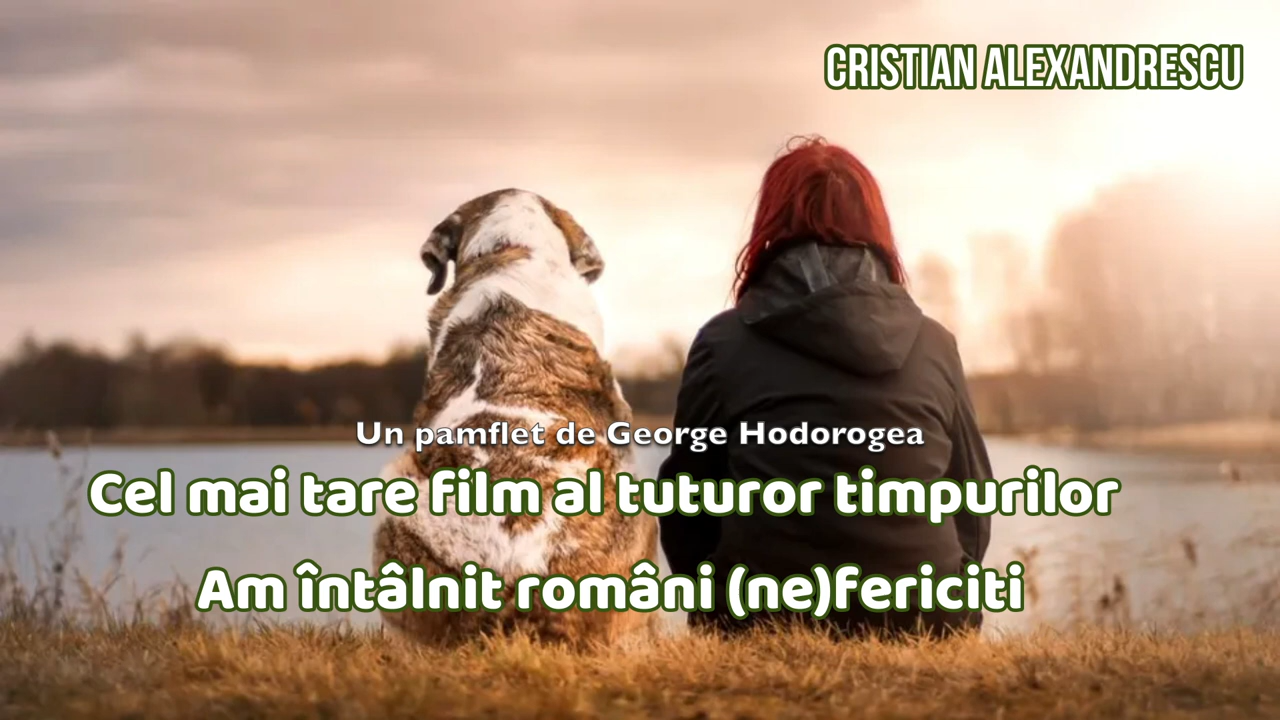 CRISTIAN ALEXANDRESCU
Un pamflet de George Hodorogea
Cel mai tare film al tuturor timpurilor
Am întâlnit români (ne)fericiti